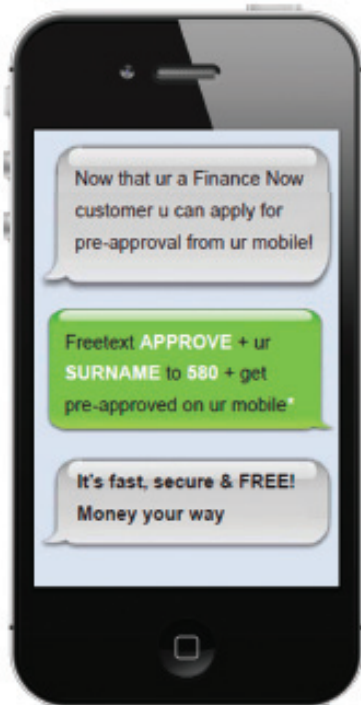 Now that ur a Finance Now
customer u can apply for
pre-approval from ur mobile!
Freetext APPROVE + ur
SURNAME to 580 + get
pre-approved on ur mobile*
It's fast, secure & FREE!
Money your way